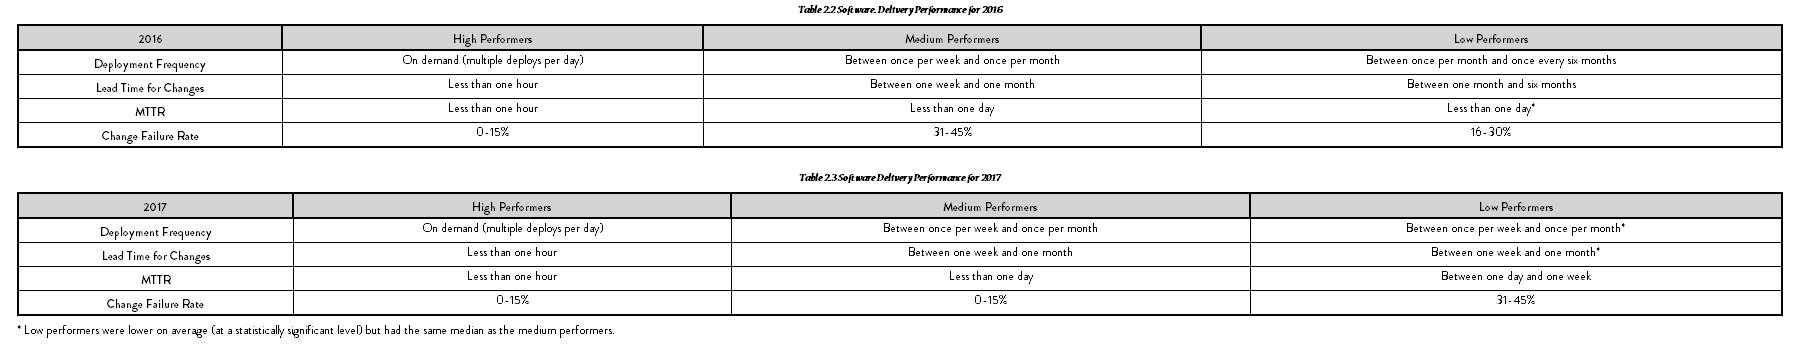 Table 2.2 Software Delivery Performance for 2016
2016 High Performers Medium Performers Low Performers
Deployment Frequency On demand (multiple deploys per day) Between once per week and once per month Between once per month and once every six months
Lead Time for Changes Less than one hour Between one week and one month Between one month and six months
MTTR Less than one hour Less than one day Less than one day*
Change Failure Rate 0-15% 31-45% 16-30%
Table 2.3 Software Delivery Performance for 2017
2017 High Performers Medium Performers Low Performers
Deployment Frequency On demand (multiple deploys per day) Between once per week and once per month Between once per week and once per month*
Lead Time for Changes Less than one hour Between one week and one month Between one week and one month*
MTTR Less than one hour Less than one day Between one day and one week
Change Failure Rate 0-15% 0-15% 31-45%
* Low performers were lower on average (at a statistically significant level) but had the same median as the medium performers.